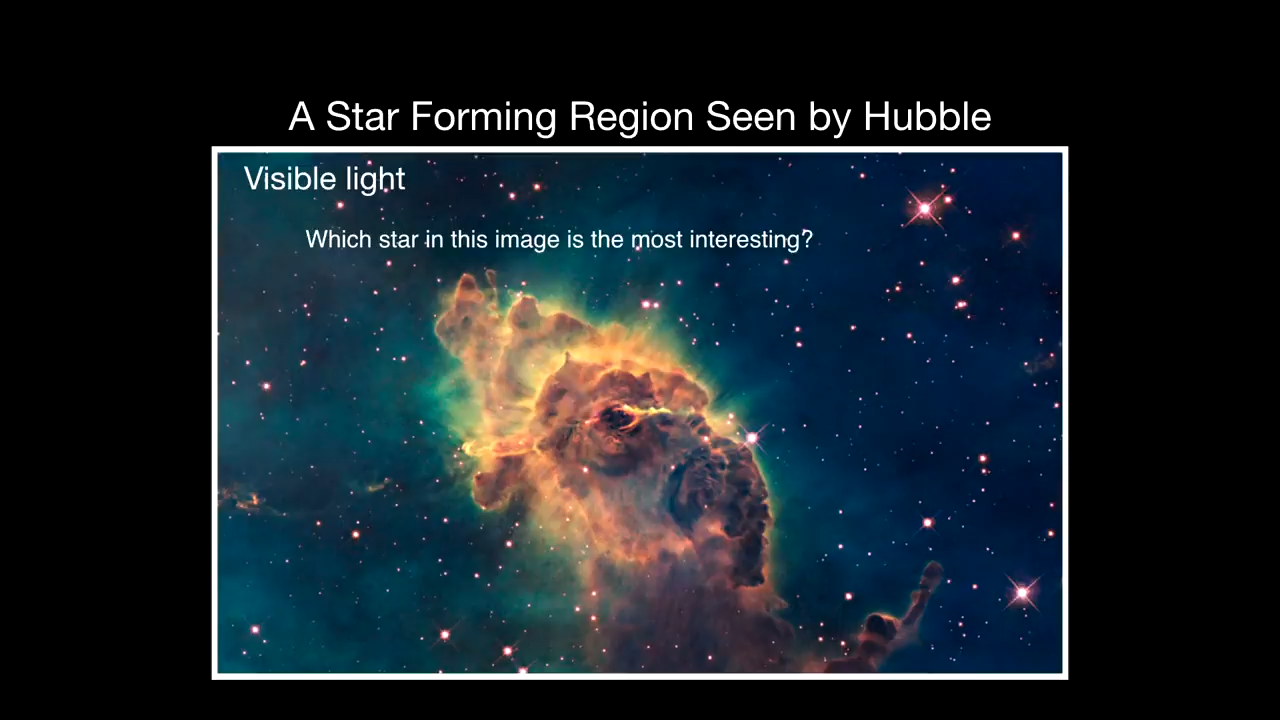 A Star Forming Region Seen by Hubble
Visible light
Which star in this image is the most interesting?